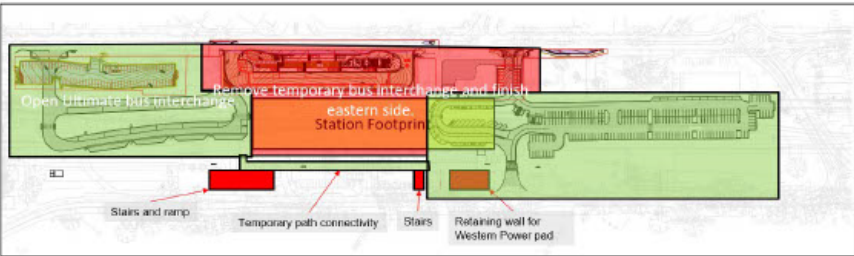 Open Ultimate bus interchange
Remove temporary bus interchange and finish
eastern side.
Station Footprint
Stairs and ramp
Temporary path connectivity
Stairs
Retaining wall for
Western Power pad